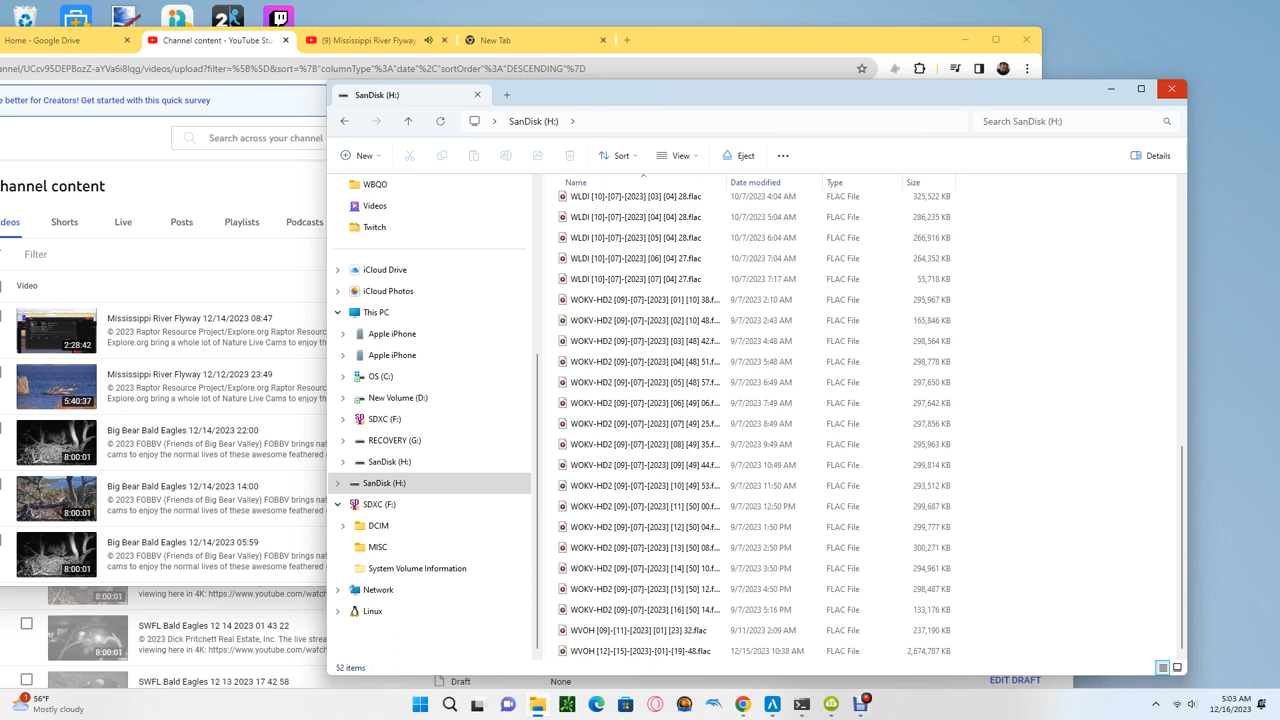 Home - Google Drive
Channel content - YouTube Stu
(9) Mississippi River Flyway
New Tab
annel/UCcv95DEPBozZ-aYVa6i8Iqg/videos/upload?filter=%5B%5D&sort=%7B"columnType"%3A"date"%2C"sortOrder"%3A"DESCENDING"%7D
e better for Creators! Get started with this quick survey
Search across your channel
hannel content
deos
Shorts
Live
Posts
Playlists
Podcasts
Filter
Video
Mississippi River Flyway 12/14/2023 08:47
© 2023 Raptor Resource Project/Explore.org Raptor Resource
Explore.org bring a whole lot of Nature Live Cams to enjoy the
2:28:42
Mississippi River Flyway 12/12/2023 23:49
© 2023 Raptor Resource Project/Explore.org Raptor Resource
Explore.org bring a whole lot of Nature Live Cams to enjoy the
5:40:37
Big Bear Bald Eagles 12/14/2023 22:00
© 2023 FOBBV (Friends of Big Bear Valley) FOBBV brings nat
cams to enjoy the normal lives of these awesome feathered
8:00:01
Big Bear Bald Eagles 12/14/2023 14:00
© 2023 FOBBV (Friends of Big Bear Valley) FOBBV brings nat
cams to enjoy the normal lives of these awesome feathered
8:00:01
Big Bear Bald Eagles 12/14/2023 05:59
© 2023 FOBBV (Friends of Big Bear Valley) FOBBV brings nat
cams to enjoy the normal lives of these awesome feathered
8:00:01
viewing here in 4K: https://www.youtube.com/watch
8:00:01
SWFL Bald Eagles 12 14 2023 01 43 22
© 2023 Dick Pritchett Real Estate, Inc. The live strea
viewing here in 4K: https://www.youtube.com/watc
8:00:01
SWFL Bald Eagles 12 13 2023 17 42 58
Draft
None
EDIT DRAFT
SanDisk (H:)
SanDisk (H:)
Search SanDisk (H:)
New
Sort
View
Eject
Details
WBQO
Videos
Twitch
iCloud Drive
iCloud Photos
This PC
Apple iPhone
Apple iPhone
OS (C:)
New Volume (D:)
SDXC (F:)
RECOVERY (G:)
SanDisk (H:)
SanDisk (H:)
SDXC (F:)
DCIM
MISC
System Volume Information
Network
Linux
Name Date modified Type Size
WLDI [10]-[07]-[2023] [03] [04] 28.flac 10/7/2023 4:04 AM FLAC File 325,522 KB
WLDI [10]-[07]-[2023] [04] [04] 28.flac 10/7/2023 5:04 AM FLAC File 286,235 KB
WLDI [10]-[07]-[2023] [05] [04] 28.flac 10/7/2023 6:04 AM FLAC File 266,916 KB
WLDI [10]-[07]-[2023] [06] [04] 27.flac 10/7/2023 7:04 AM FLAC File 264,352 KB
WLDI [10]-[07]-[2023] [07] [04] 27.flac 10/7/2023 7:17 AM FLAC File 55,718 KB
WOKV-HD2 [09]-[07]-[2023] [01] [10] 38.f... 9/7/2023 2:10 AM FLAC File 295,967 KB
WOKV-HD2 [09]-[07]-[2023] [02] [10] 48.f... 9/7/2023 2:43 AM FLAC File 165,846 KB
WOKV-HD2 [09]-[07]-[2023] [03] [48] 42.f... 9/7/2023 4:48 AM FLAC File 298,564 KB
WOKV-HD2 [09]-[07]-[2023] [04] [48] 51.f... 9/7/2023 5:48 AM FLAC File 298,778 KB
WOKV-HD2 [09]-[07]-[2023] [05] [48] 57.f... 9/7/2023 6:49 AM FLAC File 297,650 KB
WOKV-HD2 [09]-[07]-[2023] [06] [49] 06.f... 9/7/2023 7:49 AM FLAC File 297,642 KB
WOKV-HD2 [09]-[07]-[2023] [07] [49] 25.f... 9/7/2023 8:49 AM FLAC File 297,856 KB
WOKV-HD2 [09]-[07]-[2023] [08] [49] 35.f... 9/7/2023 9:49 AM FLAC File 295,963 KB
WOKV-HD2 [09]-[07]-[2023] [09] [49] 44.f... 9/7/2023 10:49 AM FLAC File 299,814 KB
WOKV-HD2 [09]-[07]-[2023] [10] [49] 53.f... 9/7/2023 11:50 AM FLAC File 293,512 KB
WOKV-HD2 [09]-[07]-[2023] [11] [50] 00.f... 9/7/2023 12:50 PM FLAC File 299,687 KB
WOKV-HD2 [09]-[07]-[2023] [12] [50] 04.f... 9/7/2023 1:50 PM FLAC File 299,777 KB
WOKV-HD2 [09]-[07]-[2023] [13] [50] 08.f... 9/7/2023 2:50 PM FLAC File 300,271 KB
WOKV-HD2 [09]-[07]-[2023] [14] [50] 10.f... 9/7/2023 3:50 PM FLAC File 294,961 KB
WOKV-HD2 [09]-[07]-[2023] [15] [50] 12.f... 9/7/2023 4:50 PM FLAC File 298,487 KB
WOKV-HD2 [09]-[07]-[2023] [16] [50] 14.f... 9/7/2023 5:16 PM FLAC File 133,176 KB
WVOH [09]-[11]-[2023] [01] [23] 32.flac 9/11/2023 2:09 AM FLAC File 237,190 KB
WVOH [12]-[15]-[2023]-[01]-[19]-48.flac 12/15/2023 10:38 AM FLAC File 2,674,787 KB
52 items
1
56°F
Mostly cloudy
5:03 AM
12/16/2023